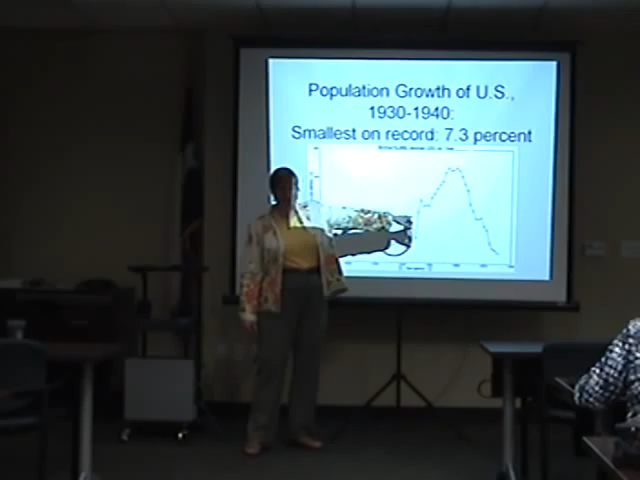 Population Growth of U.S.,
1930-1940:
Smallest on record: 7.3 percent